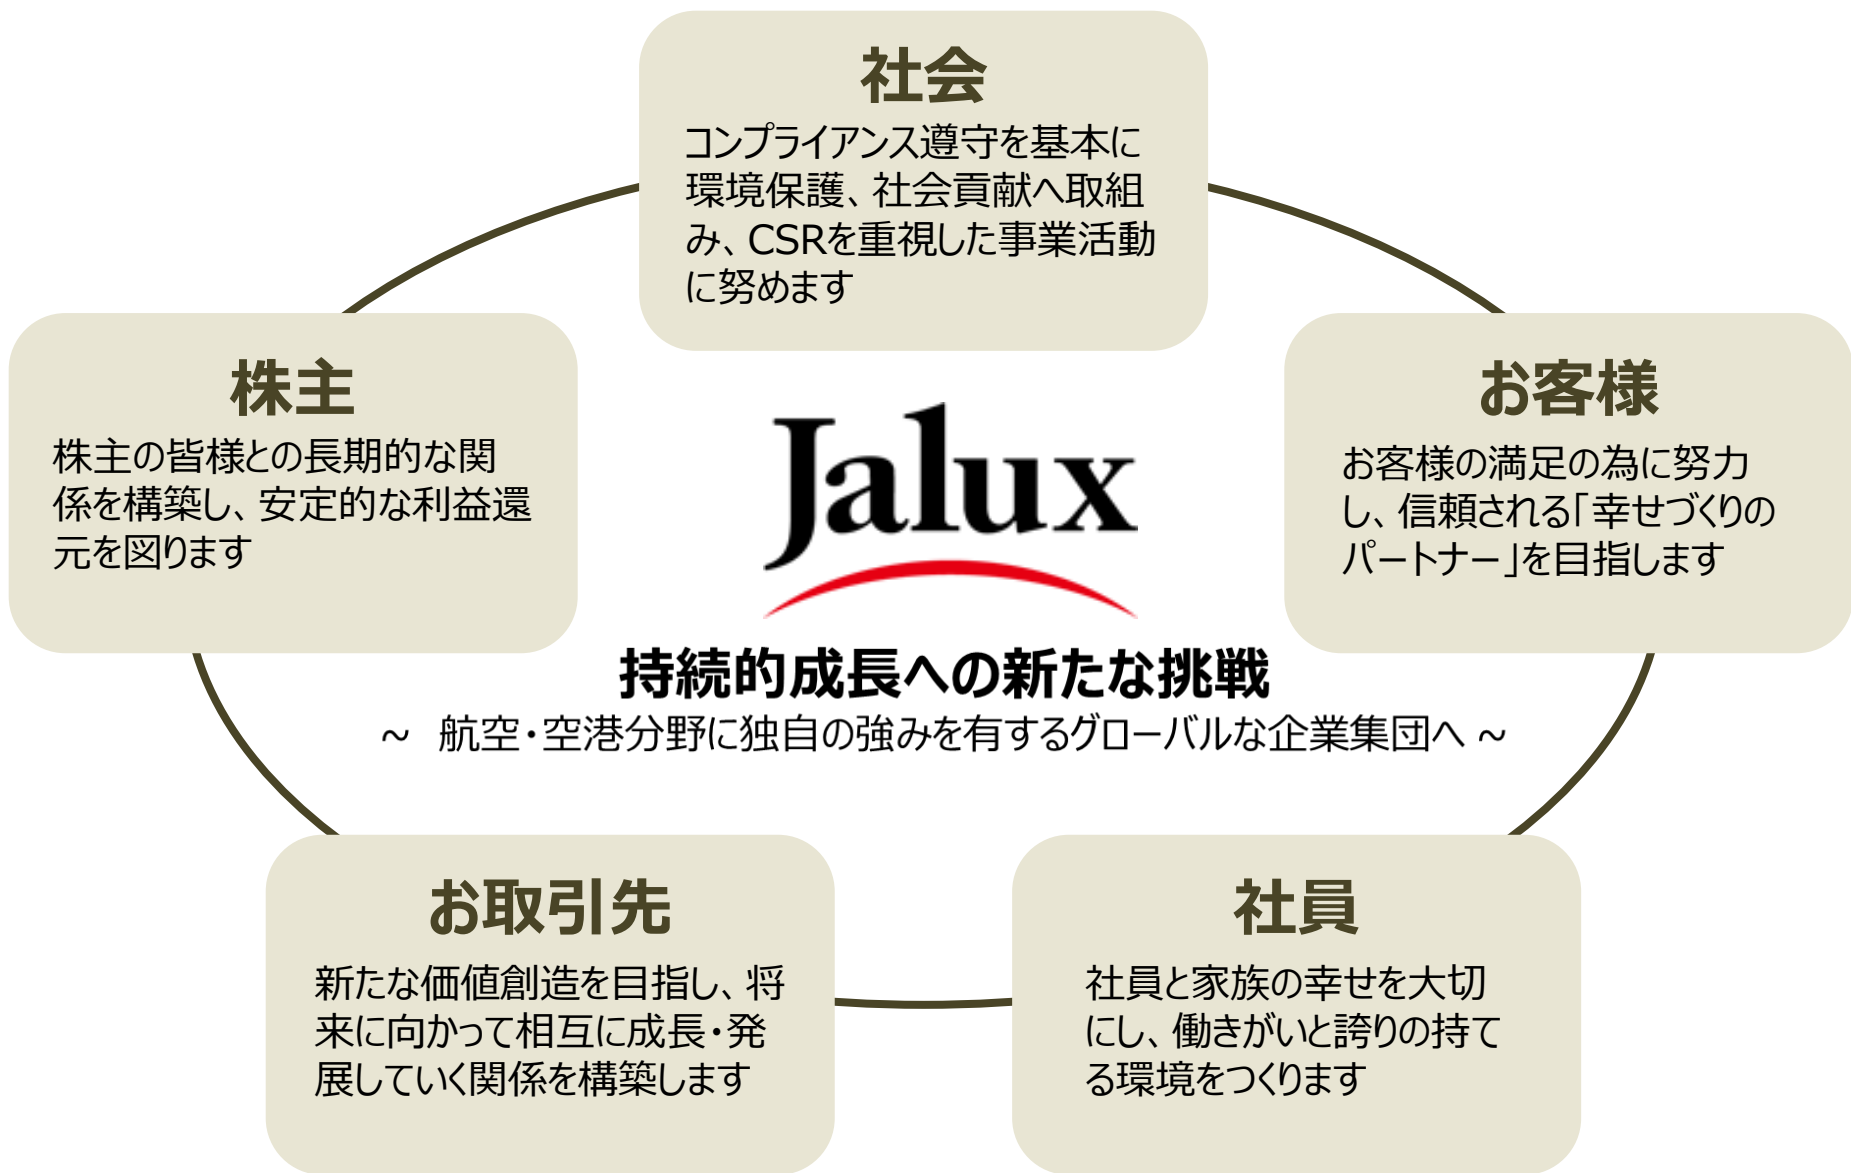 社会
コンプライアンス遵守を基本に
環境保護、社会貢献へ取組
み、CSRを重視した事業活動
に努めます
株主
株主の皆様との長期的な関
係を構築し、安定的な利益還
元を図ります
お客様
お客様の満足の為に努力
し、信頼される「幸せづくりの
パートナー」を目指します
Jalux
持続的成長への新たな挑戦
~ 航空・空港分野に独自の強みを有するグローバルな企業集団へ ~
お取引先
新たな価値創造を目指し、将
来に向かって相互に成長・発
展していく関係を構築します
社員
社員と家族の幸せを大切
にし、働きがいと誇りの持て
る環境をつくります